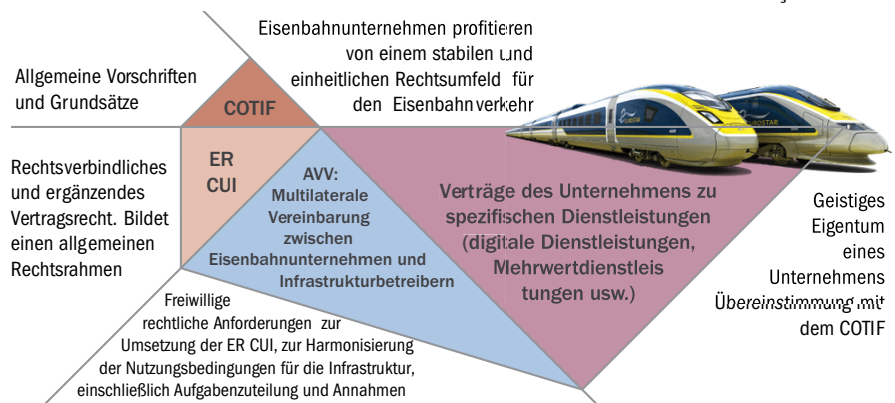 Eisenbahnunternehmen profitieren
von einem stabilen und
einheitlichen Rechtsumfeld für
den Eisenbahnverkehr
Allgemeine Vorschriften
und Grundsätze
COTIF
ER
CUI
Rechtsverbindliches
und ergänzendes
Vertragsrecht. Bildet
einen allgemeinen
Rechtsrahmen
AVV:
Multilaterale
Vereinbarung
zwischen
Eisenbahnunternehmen und
Infrastrukturbetreibern
Verträge des Unternehmens zu
spezifischen Dienstleistungen
(digitale Dienstleistungen,
Mehrwertdienstleis
tungen usw.)
EUROSTAR
EUROSTAR
Geistiges
Eigentum
eines
Unternehmens
Übereinstimmung mit
dem COTIF
Freiwillige
rechtliche Anforderungen zur
Umsetzung der ER CUI, zur Harmonisierung
der Nutzungsbedingungen für die Infrastruktur,
einschließlich Aufgabenzuteilung und Annahmen